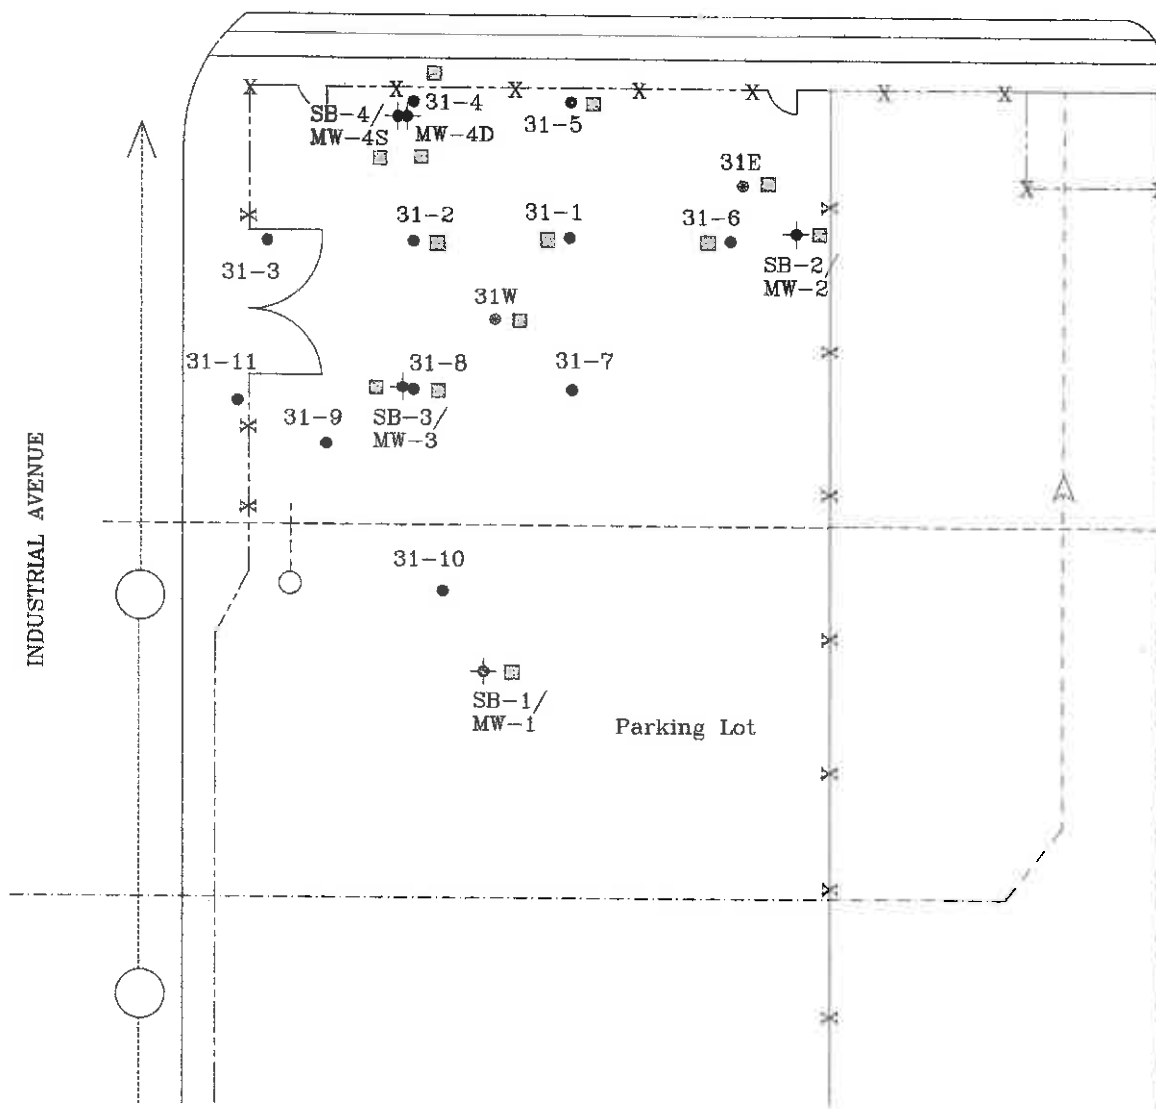 31-4
SB-4/
MW-4S
MW-4D
31-5
31E
31-2
31-1
31-6
31-3
SB-2/
MW-2
31W
31-11
31-8
31-7
31-9
SB-3/
MW-3
INDUSTRIAL AVENUE
31-10
SB-1/
MW-1
Parking Lot